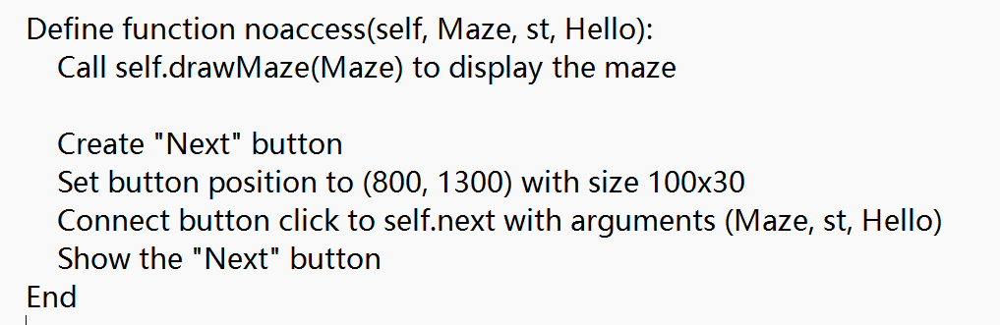 Define function noaccess(self, Maze, st, Hello):
Call self.drawMaze(Maze) to display the maze
Create "Next" button
Set button position to (800, 1300) with size 100x30
Connect button click to self.next with arguments (Maze, st, Hello)
Show the "Next" button
End